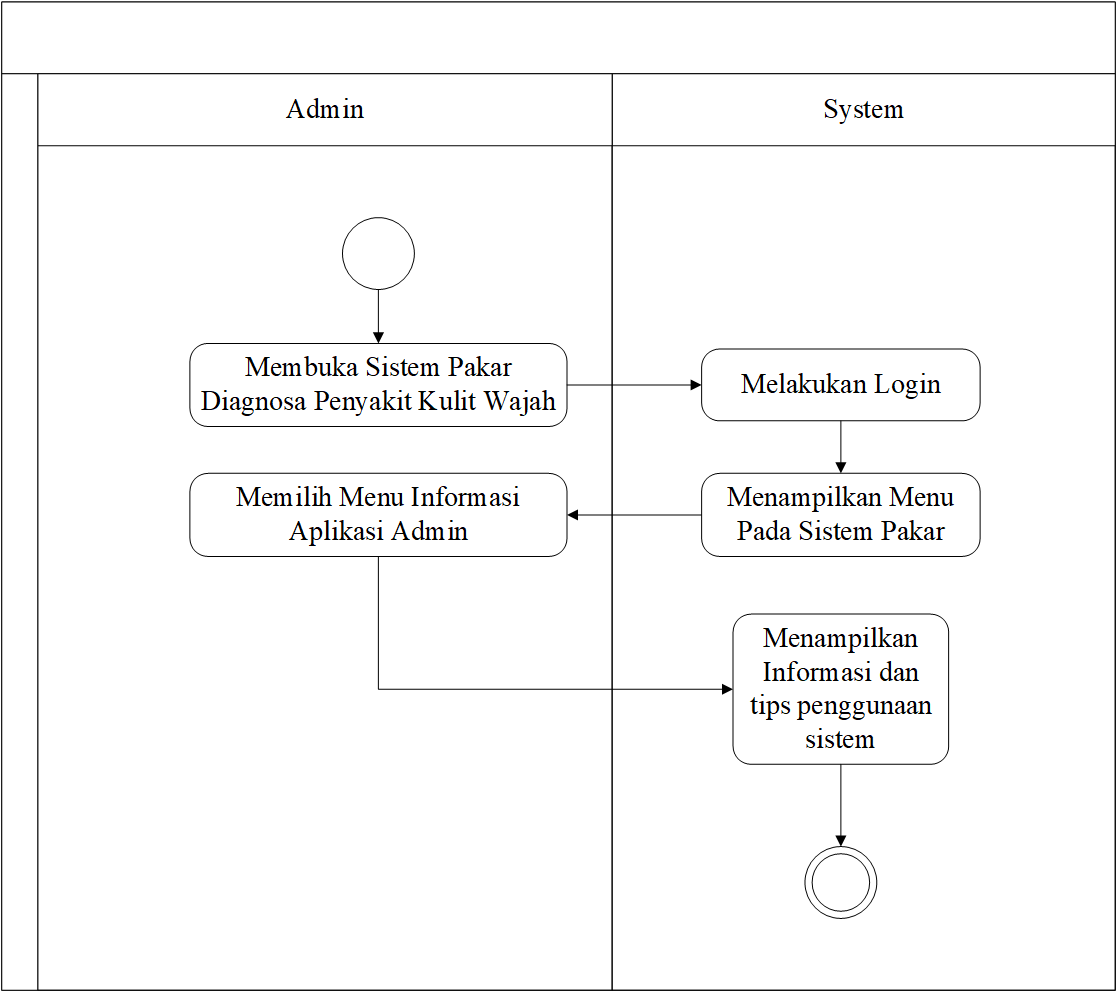 Admin
System
Membuka Sistem Pakar
Diagnosa Penyakit Kulit Wajah
Melakukan Login
Menampilkan Menu
Pada Sistem Pakar
Memilih Menu Informasi
Aplikasi Admin
Menampilkan
Informasi dan
tips penggunaan
sistem